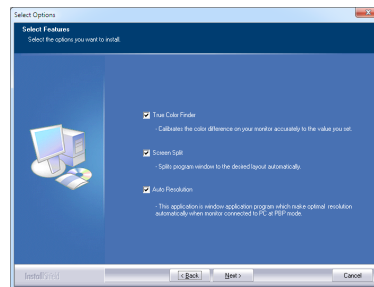 Select Options
Select Features
Select the options you want to install.
True Color Finder
- Calibrates the color difference on your monitor accurately to the value you set.
Screen Split
- Splits program window to the desired layout automatically.
Auto Resolution
- This application is window application program which make optimal resolution
automatically when monitor connected to PC at PBP mode.
InstallShield
< Back
Next >
Cancel